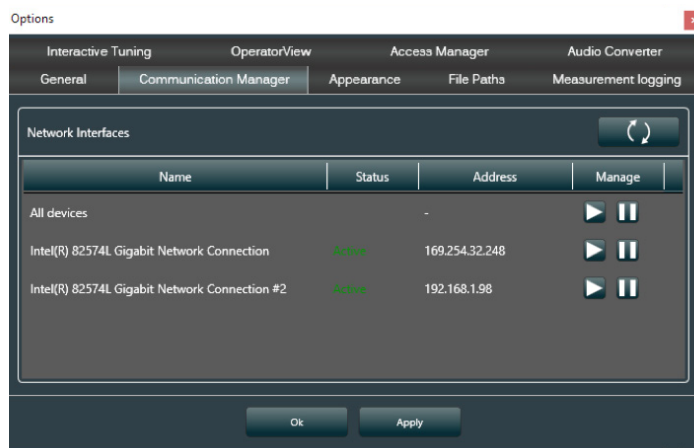 Options
Interactive Tuning OperatorView Access Manager Audio Converter
General Communication Manager Appearance File Paths Measurement logging
Network Interfaces
Name Status Address Manage
All devices -
Intel(R) 82574L Gigabit Network Connection Active 169.254.32.248
Intel(R) 82574L Gigabit Network Connection #2 Active 192.168.1.98
Ok Apply